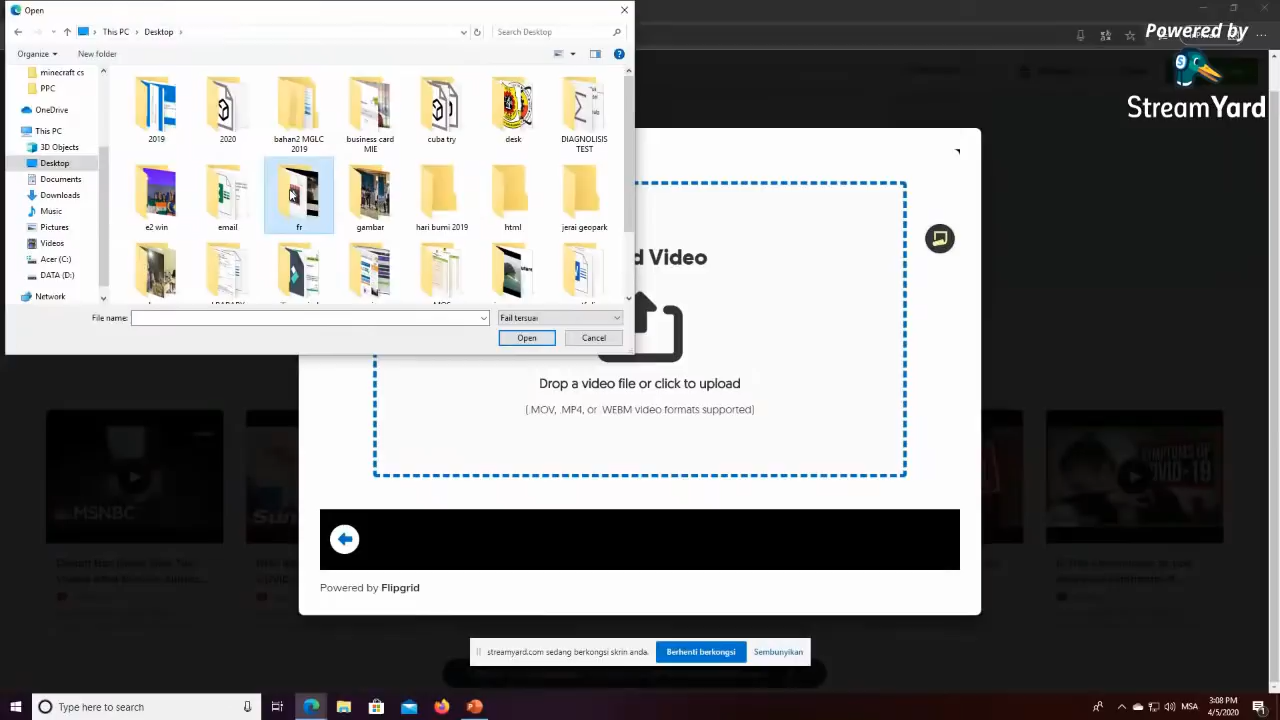 Open
Powered by
StreamYard
This PC
Desktop
Search Desktop
Organize
New folder
minecraft cs
PPC
OneDrive
This PC
3D Objects
Desktop
Documents
Downloads
Music
Pictures
Videos
Acer (C:)
DATA (D:)
Network
2019
2020
bahan2 MGLC
2019
business card
MIE
cuba try
desk
DIAGNOLISIS
TEST
e2 win
email
fr
gambar
hari bumi 2019
html
jerai geopark
File name:
Fail tersuai
Open
Cancel
d Video
Drop a video file or click to upload
(.MOV, .MP4, or .WEBM video formats supported)
MSNBC
SYMPTOMS OF
Powered by Flipgrid
streamyard.com sedang berkongsi skrin anda.
Berhenti berkongsi
Sembunyikan
Type here to search
MSA
3:08 PM
4/5/2020